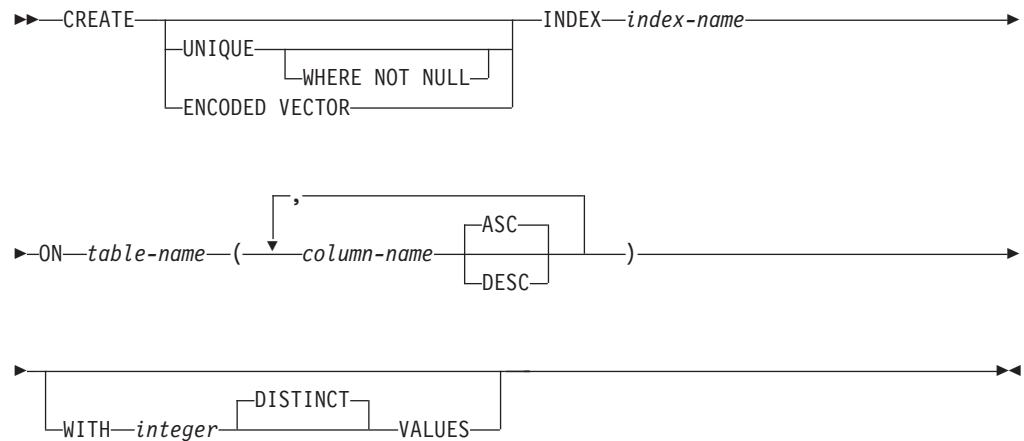 CREATE INDEX index-name
UNIQUE
WHERE NOT NULL
ENCODED VECTOR
,
ASC
ON table-name ( column-name )
DESC
DISTINCT
WITH integer VALUES